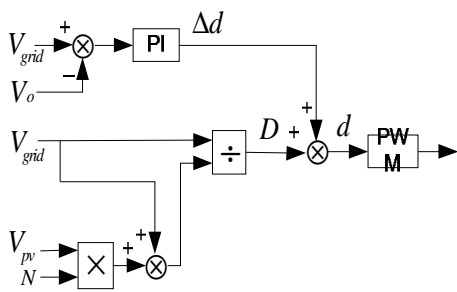 V_grid + PI Δd
− V_o
+
V_grid D + d PW
M
÷
+
V_pv +
N ×